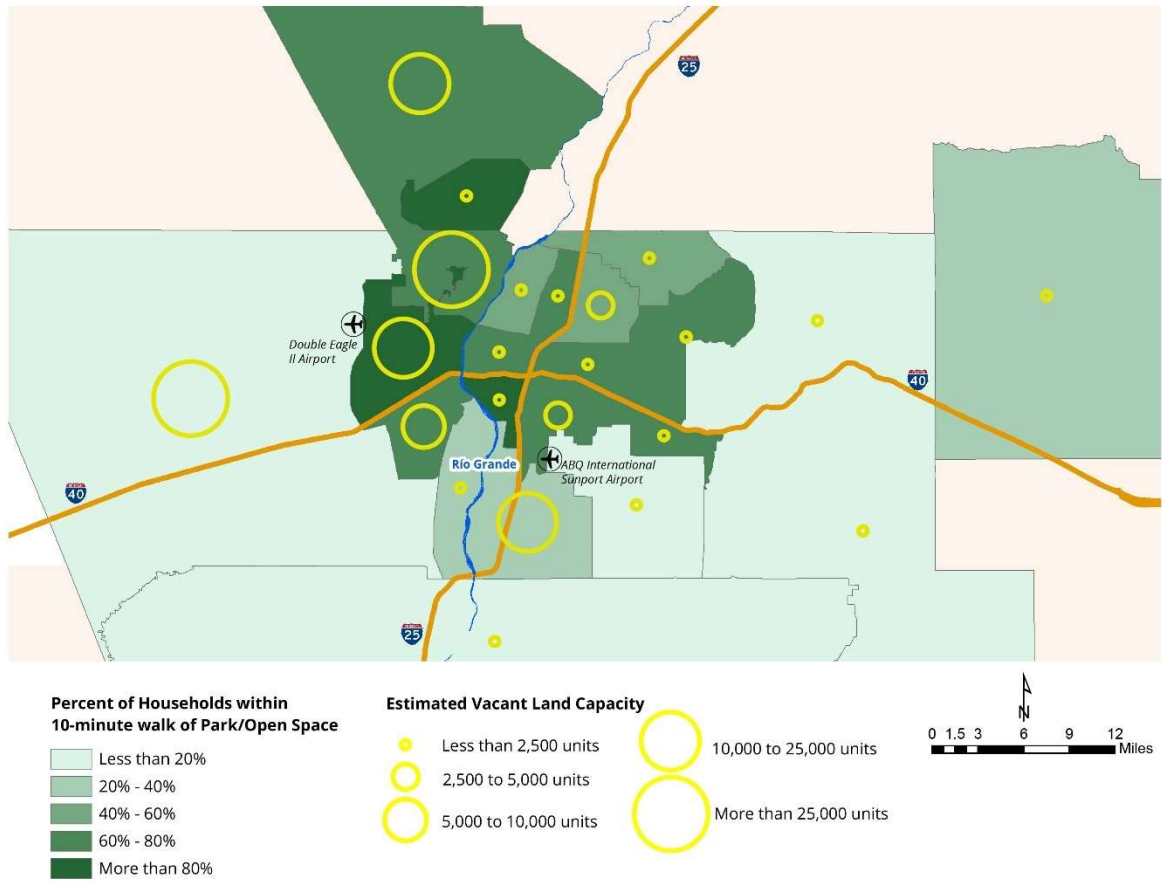 25
Double Eagle
II Airport
40
Río Grande
ABQ International
Sunport Airport
40
25
Percent of Households within
10-minute walk of Park/Open Space
Less than 20%
20% - 40%
40% - 60%
60% - 80%
More than 80%
Estimated Vacant Land Capacity
Less than 2,500 units
2,500 to 5,000 units
5,000 to 10,000 units
10,000 to 25,000 units
More than 25,000 units
N
0 1.5 3 6 9 12
Miles